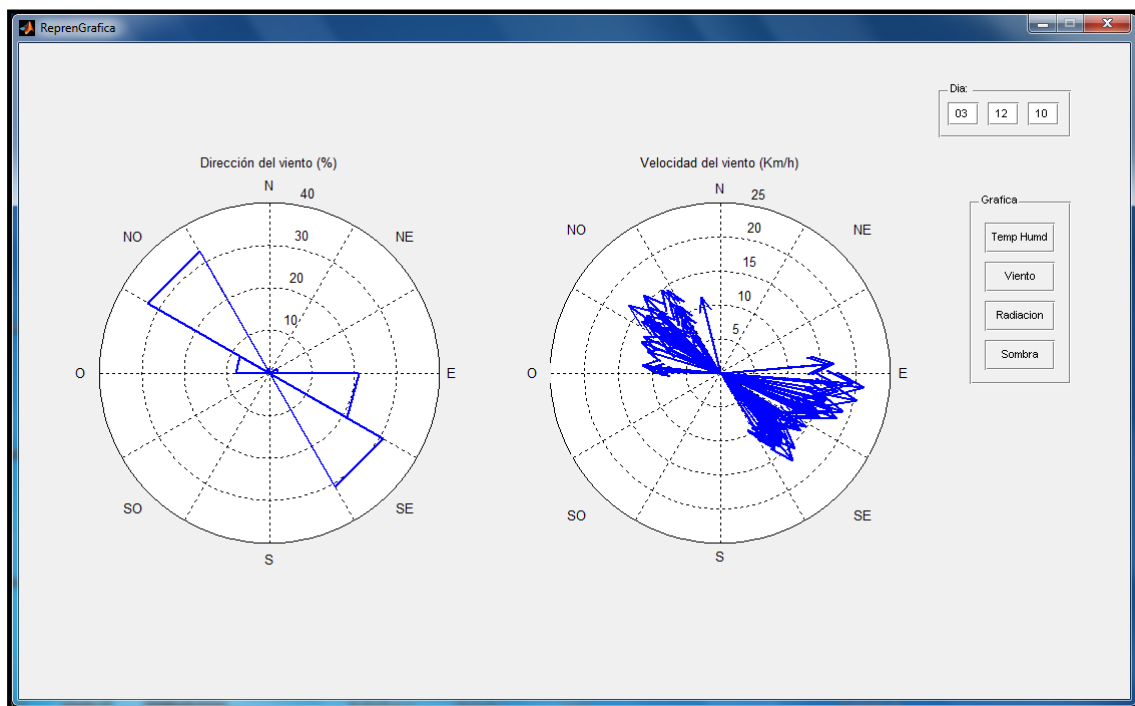 ReprenGrafica
Dia:
03 12 10
Dirección del viento (%)
N
40
NO
NE
30
20
10
O
E
SO
SE
S
Velocidad del viento (Km/h)
N
25
NO
NE
20
15
10
5
O
E
SO
SE
S
Grafica
Temp Humd
Viento
Radiacion
Sombra